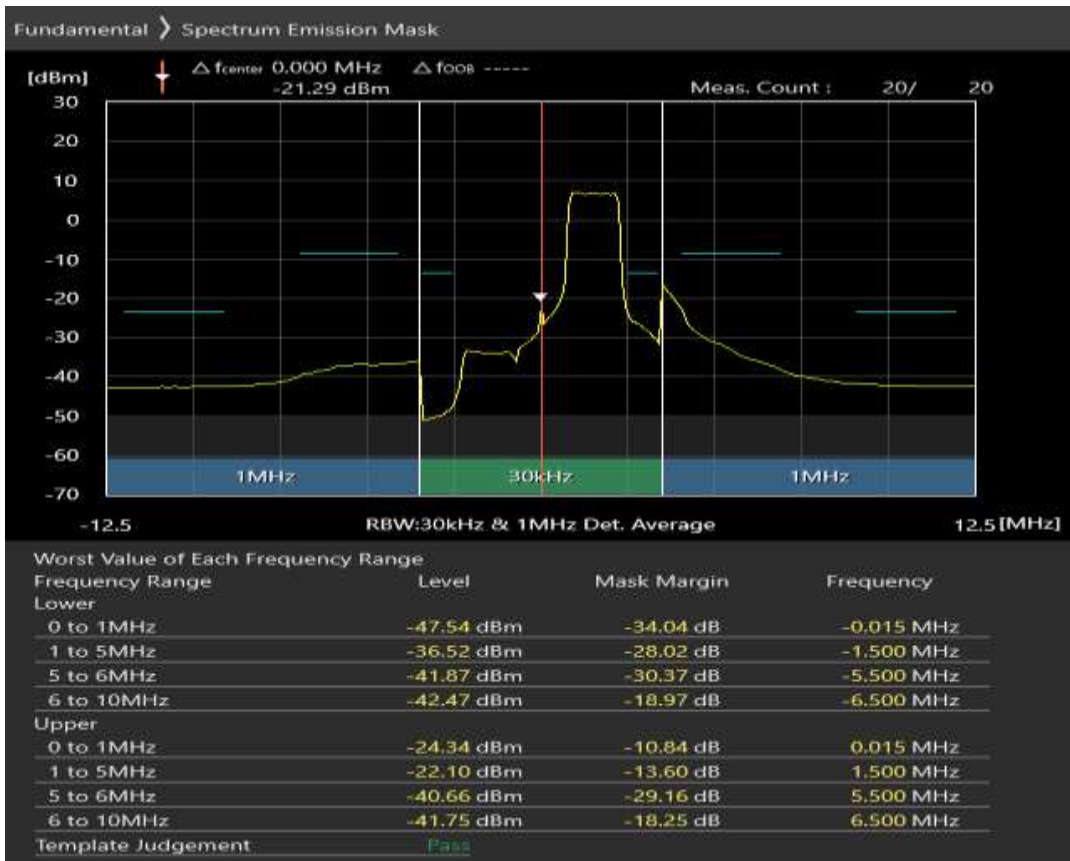 Fundamental 〉 Spectrum Emission Mask
△ fcenter 0.000 MHz △ fOOB -----
[dBm] -21.29 dBm Meas. Count : 20/ 20
30
20
10
0
-10
-20
-30
-40
-50
-60
-70
1MHz 30kHz 1MHz
-12.5 RBW:30kHz & 1MHz Det. Average 12.5 [MHz]
Worst Value of Each Frequency Range
Frequency Range Level Mask Margin Frequency
Lower
0 to 1MHz -47.54 dBm -34.04 dB -0.015 MHz
1 to 5MHz -36.52 dBm -28.02 dB -1.500 MHz
5 to 6MHz -41.87 dBm -30.37 dB -5.500 MHz
6 to 10MHz -42.47 dBm -18.97 dB -6.500 MHz
Upper
0 to 1MHz -24.34 dBm -10.84 dB 0.015 MHz
1 to 5MHz -22.10 dBm -13.60 dB 1.500 MHz
5 to 6MHz -40.66 dBm -29.16 dB 5.500 MHz
6 to 10MHz -41.75 dBm -18.25 dB 6.500 MHz
Template Judgement Pass